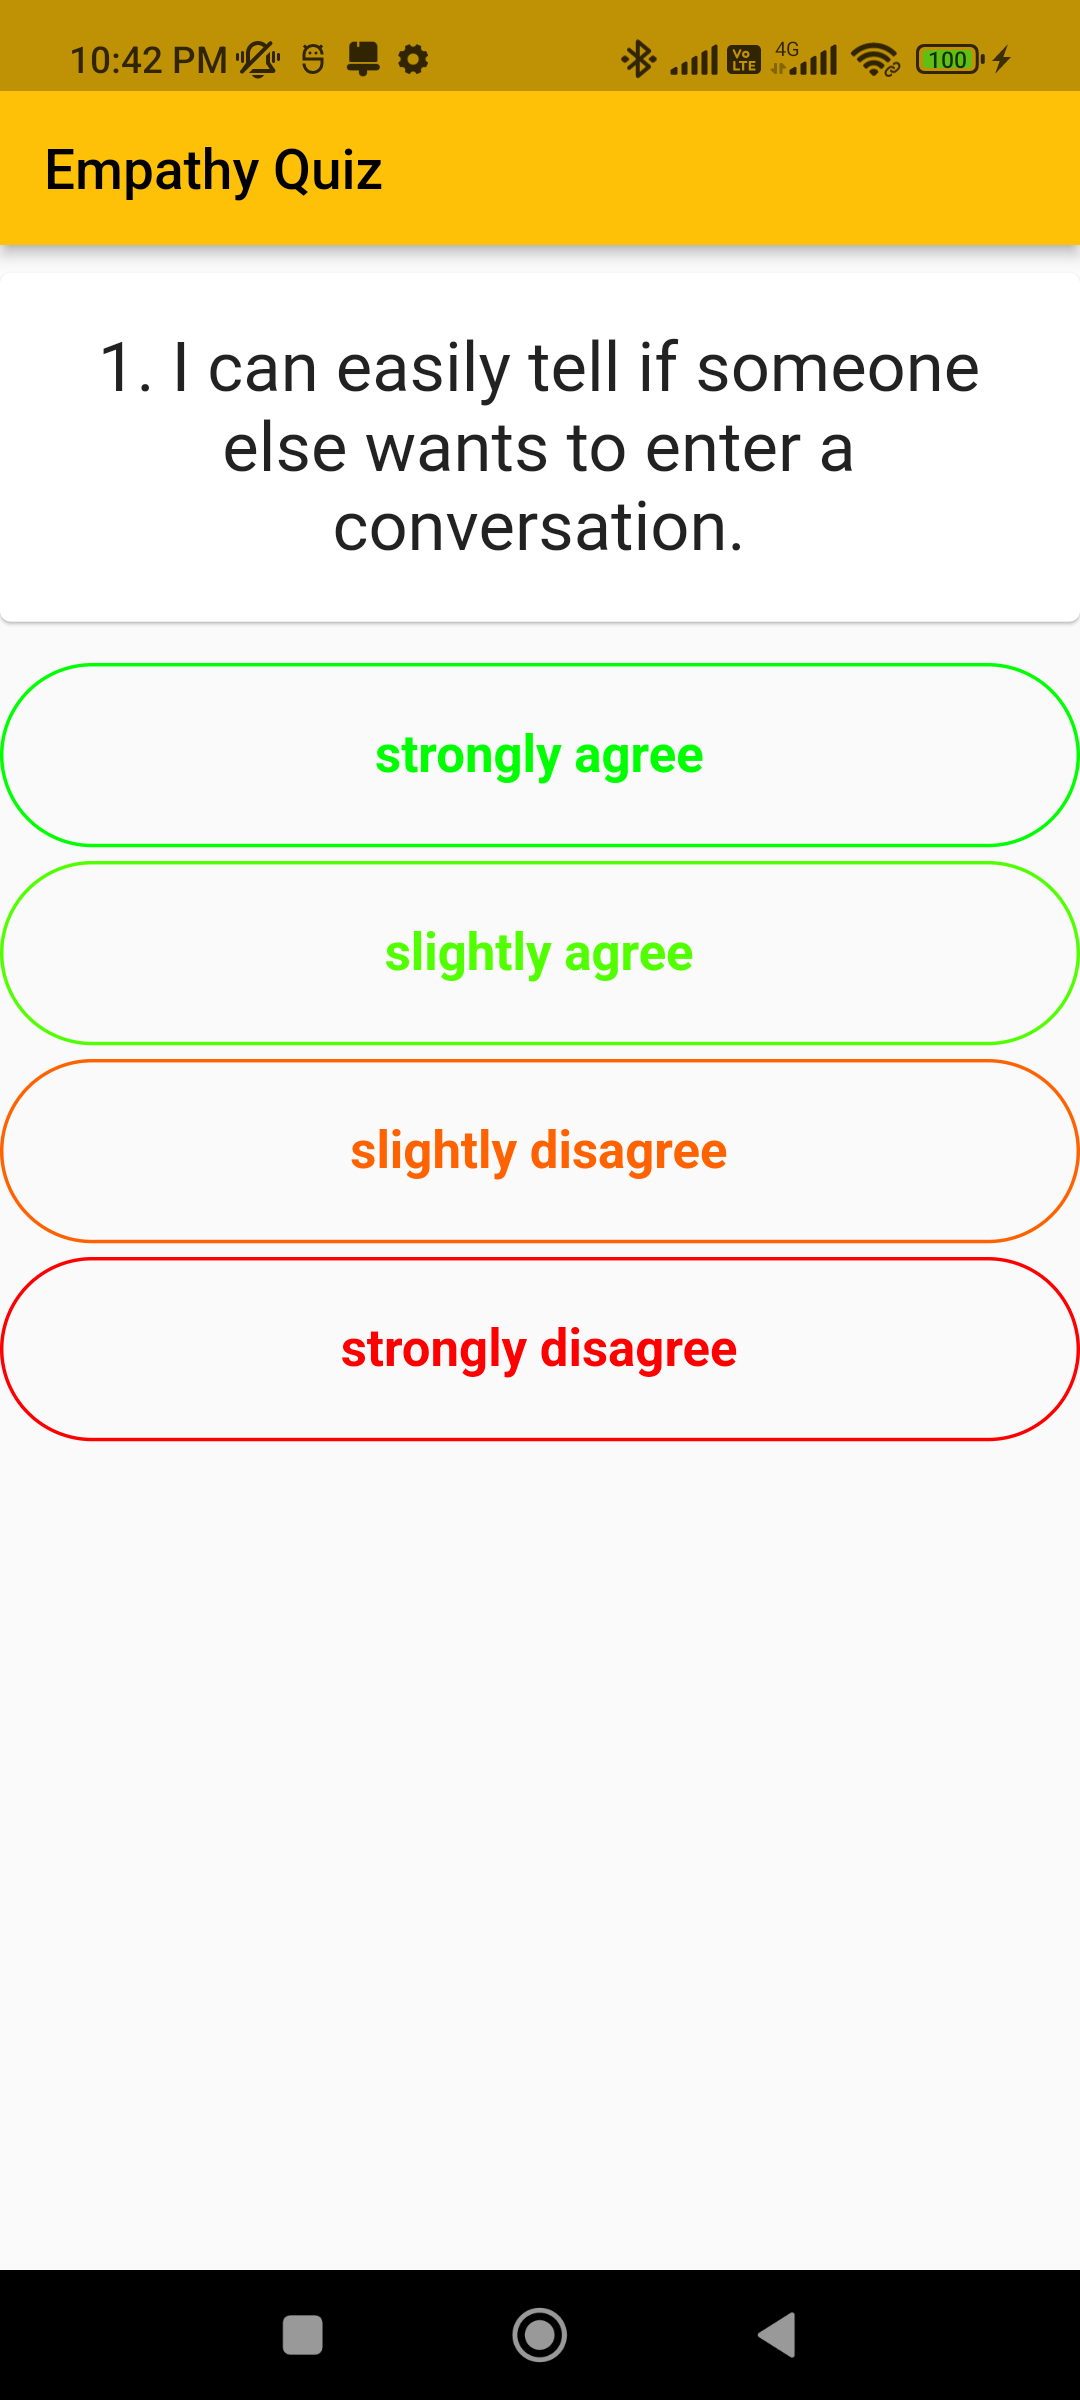 10:42 PM
Vo
LTE
4G
100
Empathy Quiz
1. I can easily tell if someone
else wants to enter a
conversation.
strongly agree
slightly agree
slightly disagree
strongly disagree